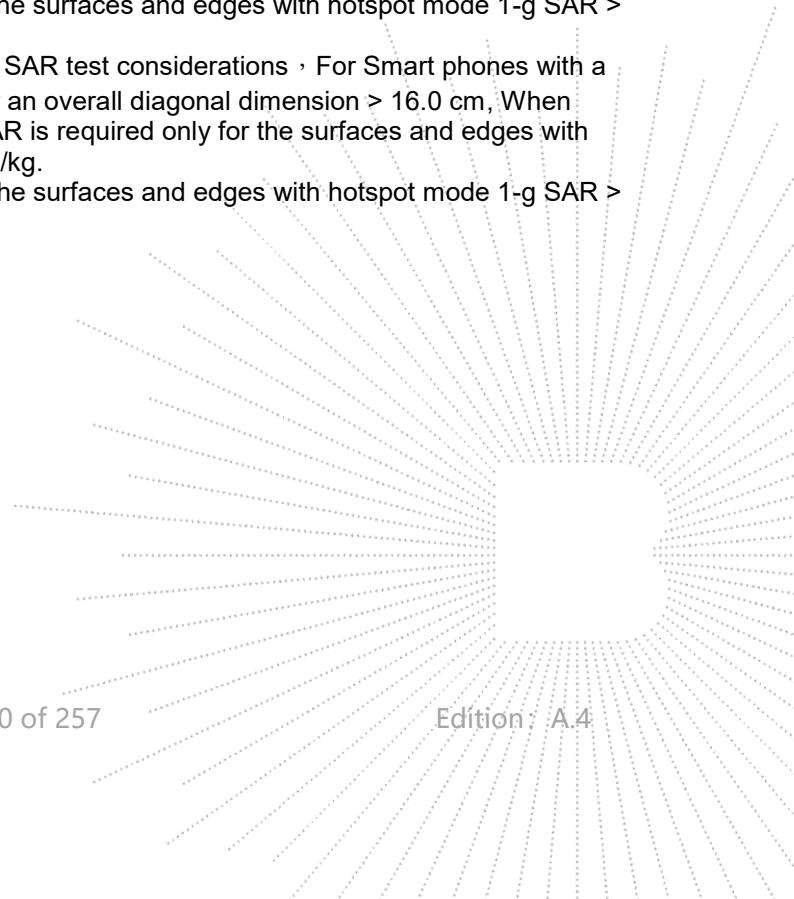 he surfaces and edges with hotspot mode 1-g SAR >
SAR test considerations，For Smart phones with a
an overall diagonal dimension > 16.0 cm, When
AR is required only for the surfaces and edges with
/kg.
he surfaces and edges with hotspot mode 1-g SAR >
0 of 257
Edition：A.4